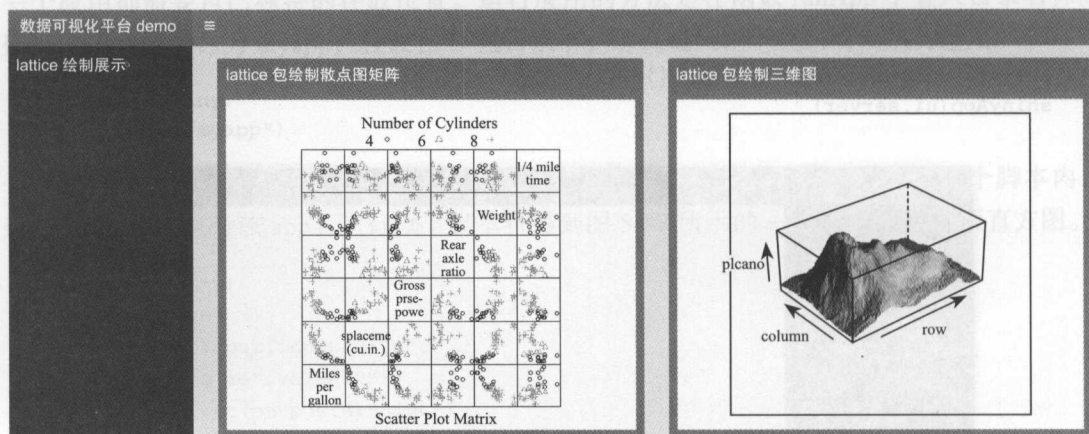 数据可视化平台 demo ≡
lattice 绘制展示
lattice 包绘制散点图矩阵
Number of Cylinders
4 6 8
1/4 mile
time
Weight
Rear
axle
ratio
Gross
prse-
powe
splaceme
(cu.in.)
Miles
per
gallon
Scatter Plot Matrix
lattice 包绘制三维图
plcano
column
row